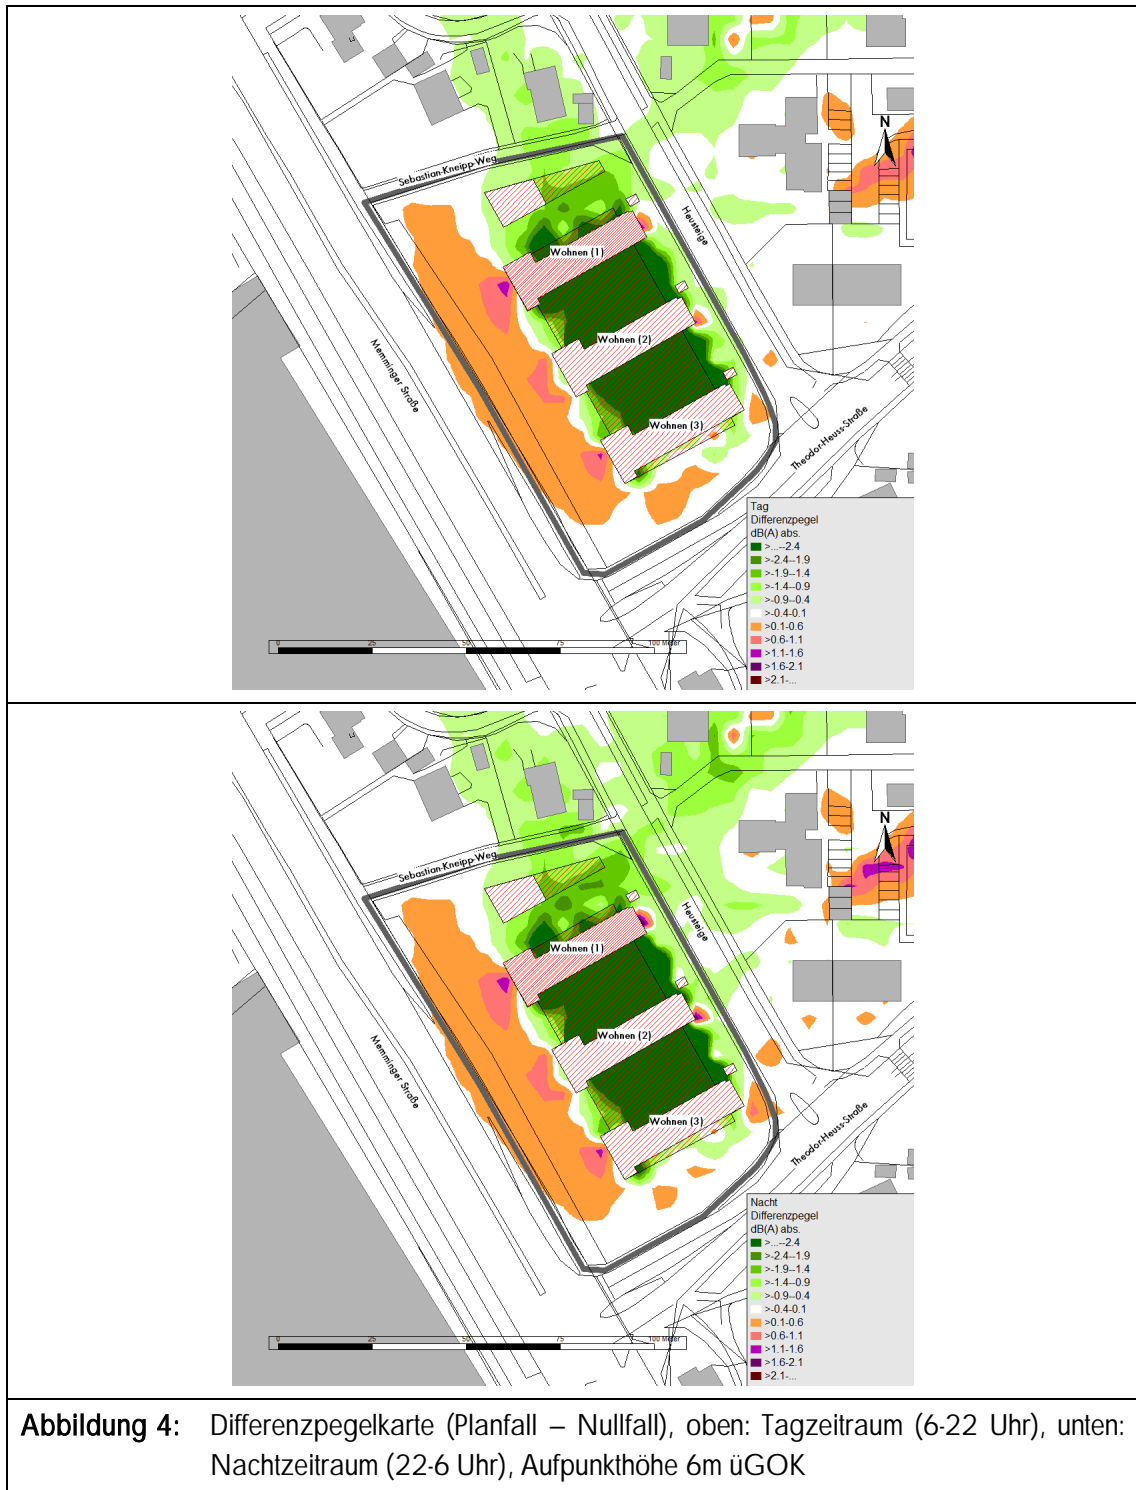 N
Sebastian-Kneipp-Weg
Heusteige
Wohnen (1)
Wohnen (2)
Memminger Straße
Wohnen (3)
Theodor-Heuss-Straße
Tag
Differenzpegel
dB(A) abs.
>...--2.4
>-2.4--1.9
>-1.9--1.4
>-1.4--0.9
>-0.9--0.4
>-0.4-0.1
>0.1-0.6
>0.6-1.1
>1.1-1.6
>1.6-2.1
>2.1-...
0 25 50 75 100 Meter
N
Sebastian-Kneipp-Weg
Heusteige
Wohnen (1)
Wohnen (2)
Memminger Straße
Wohnen (3)
Theodor-Heuss-Straße
Nacht
Differenzpegel
dB(A) abs.
>...--2.4
>-2.4--1.9
>-1.9--1.4
>-1.4--0.9
>-0.9--0.4
>-0.4-0.1
>0.1-0.6
>0.6-1.1
>1.1-1.6
>1.6-2.1
>2.1-...
0 25 50 75 100 Meter
Abbildung 4: Differenzpegelkarte (Planfall – Nullfall), oben: Tagzeitraum (6-22 Uhr), unten:
Nachtzeitraum (22-6 Uhr), Aufpunkthöhe 6m üGOK